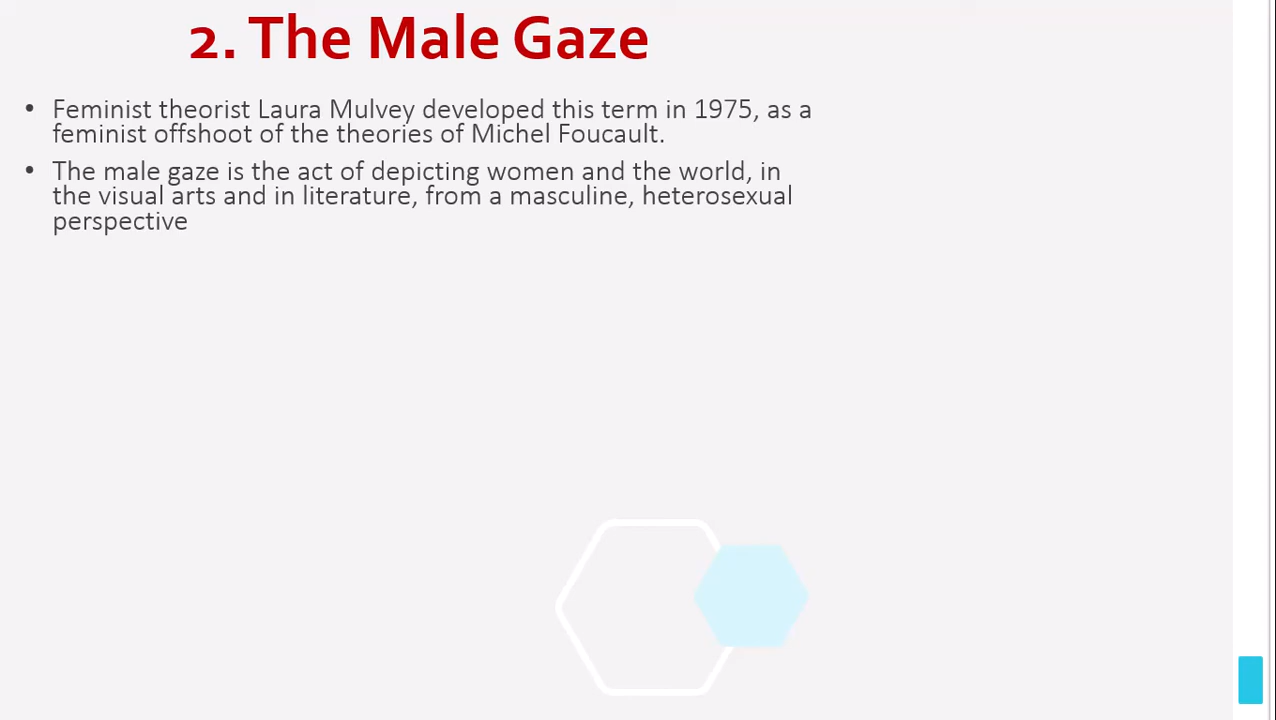 2. The Male Gaze
• Feminist theorist Laura Mulvey developed this term in 1975, as a
feminist offshoot of the theories of Michel Foucault.
• The male gaze is the act of depicting women and the world, in
the visual arts and in literature, from a masculine, heterosexual
perspective